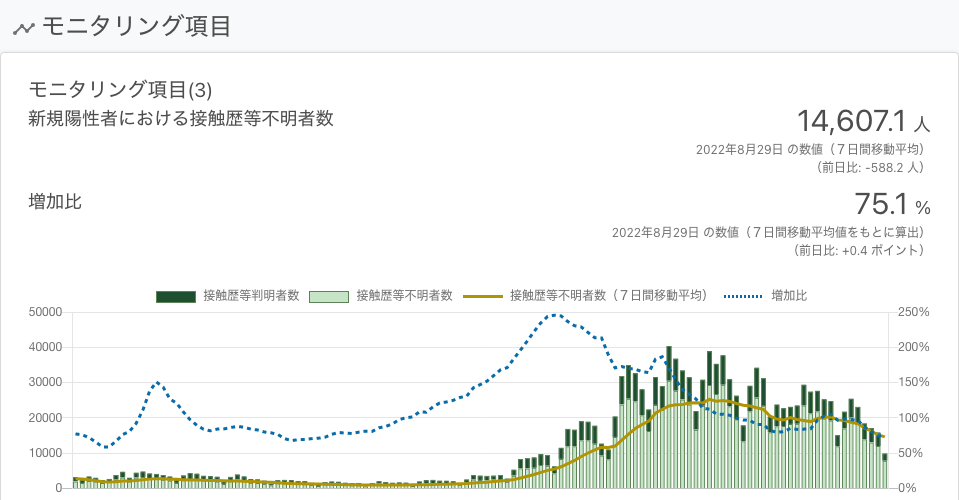 モニタリング項目
モニタリング項目(3)
新規陽性者における接触歴等不明者数
14,607.1 人
2022年8月29日 の数値（７日間移動平均）
（前日比: -588.2 人）
増加比
75.1 %
2022年8月29日 の数値（７日間移動平均値をもとに算出）
（前日比: +0.4 ポイント）
接触歴等判明者数 接触歴等不明者数 接触歴等不明者数（７日間移動平均） 増加比
50000 250%
40000 200%
30000 150%
20000 100%
10000 50%
0 0%